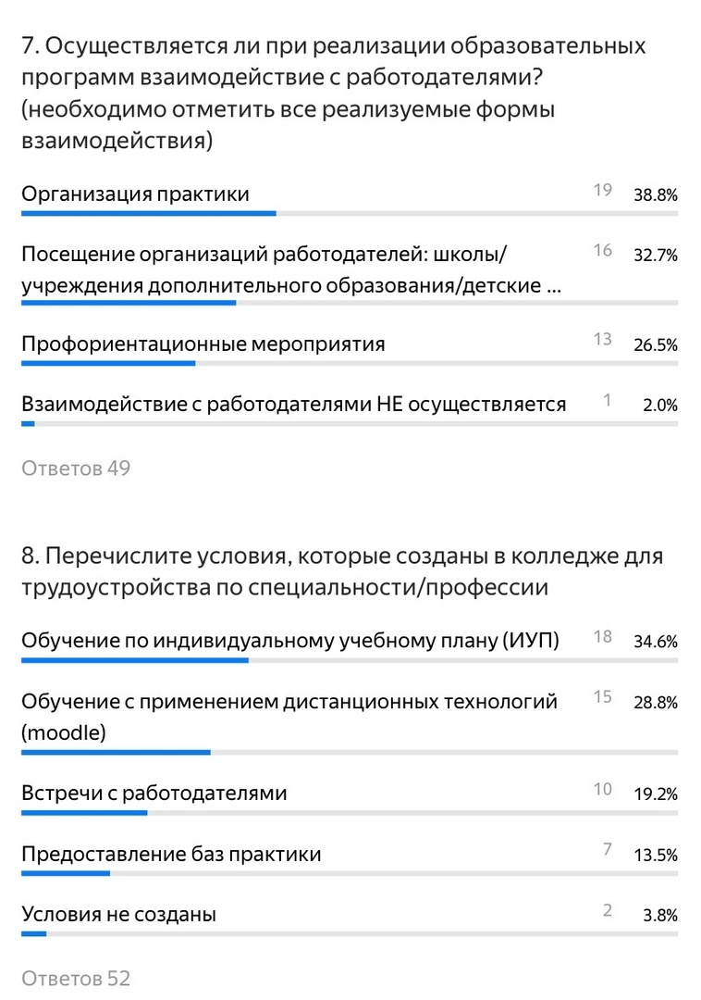 7. Осуществляется ли при реализации образовательных
программ взаимодействие с работодателями?
(необходимо отметить все реализуемые формы
взаимодействия)
Организация практики 19 38.8%
Посещение организаций работодателей: школы/ 16 32.7%
учреждения дополнительного образования/детские ...
Профориентационные мероприятия 13 26.5%
Взаимодействие с работодателями НЕ осуществляется 1 2.0%
Ответов 49
8. Перечислите условия, которые созданы в колледже для
трудоустройства по специальности/профессии
Обучение по индивидуальному учебному плану (ИУП) 18 34.6%
Обучение с применением дистанционных технологий 15 28.8%
(moodle)
Встречи с работодателями 10 19.2%
Предоставление баз практики 7 13.5%
Условия не созданы 2 3.8%
Ответов 52